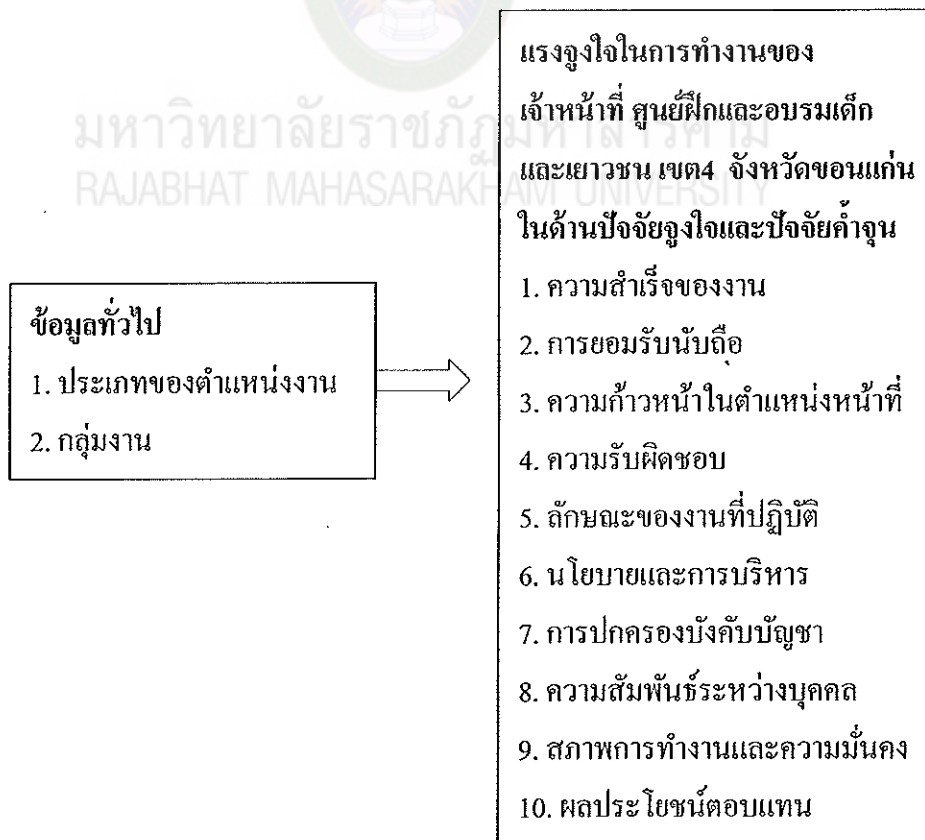 มหาวิทยาลัยราชภัฏมหาสารคาม
RAJABHAT MAHASARAKHAM UNIVERSITY
ข้อมูลทั่วไป
1. ประเภทของตำแหน่งงาน
2. กลุ่มงาน
แรงจูงใจในการทำงานของ
เจ้าหน้าที่ ศูนย์ฝึกและอบรมเด็ก
และเยาวชน เขต4 จังหวัดขอนแก่น
ในด้านปัจจัยจูงใจและปัจจัยค้ำจุน
1. ความสำเร็จของงาน
2. การยอมรับนับถือ
3. ความก้าวหน้าในตำแหน่งหน้าที่
4. ความรับผิดชอบ
5. ลักษณะของงานที่ปฏิบัติ
6. นโยบายและการบริหาร
7. การปกครองบังคับบัญชา
8. ความสัมพันธ์ระหว่างบุคคล
9. สภาพการทำงานและความมั่นคง
10. ผลประโยชน์ตอบแทน